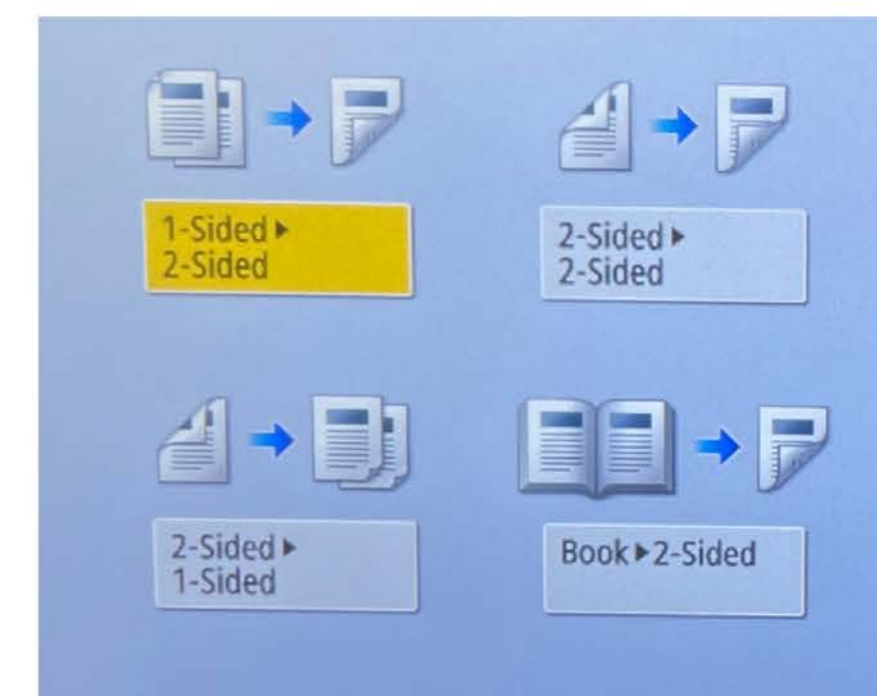 1-Sided ▶
2-Sided
2-Sided ▶
2-Sided
2-Sided ▶
1-Sided
Book ▶ 2-Sided